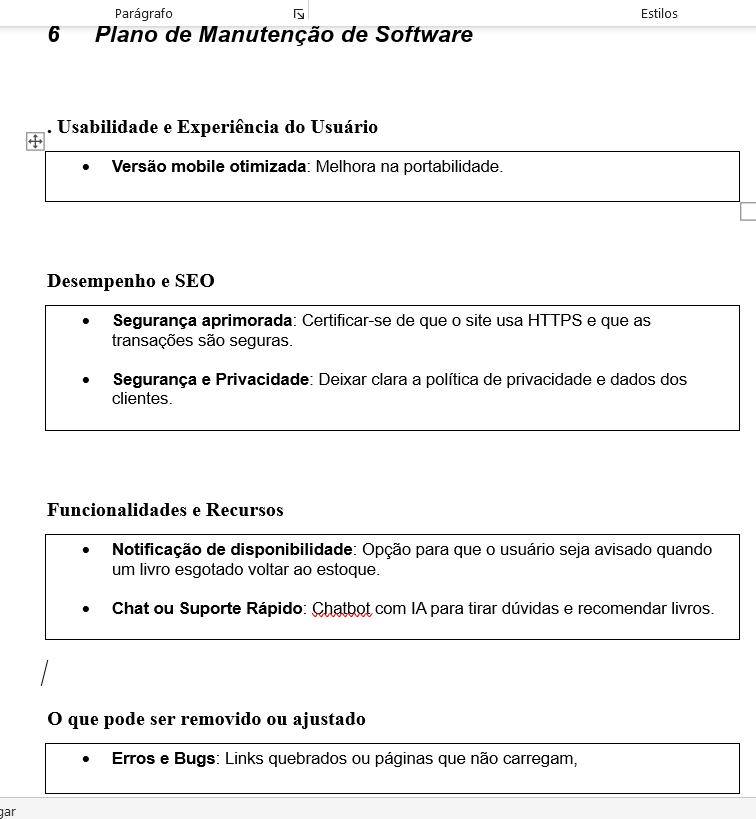 Parágrafo
Estilos
6 Plano de Manutenção de Software
. Usabilidade e Experiência do Usuário
• Versão mobile otimizada: Melhora na portabilidade.
Desempenho e SEO
• Segurança aprimorada: Certificar-se de que o site usa HTTPS e que as
transações são seguras.
• Segurança e Privacidade: Deixar clara a política de privacidade e dados dos
clientes.
Funcionalidades e Recursos
• Notificação de disponibilidade: Opção para que o usuário seja avisado quando
um livro esgotado voltar ao estoque.
• Chat ou Suporte Rápido: Chatbot com IA para tirar dúvidas e recomendar livros.
O que pode ser removido ou ajustado
• Erros e Bugs: Links quebrados ou páginas que não carregam,
gar